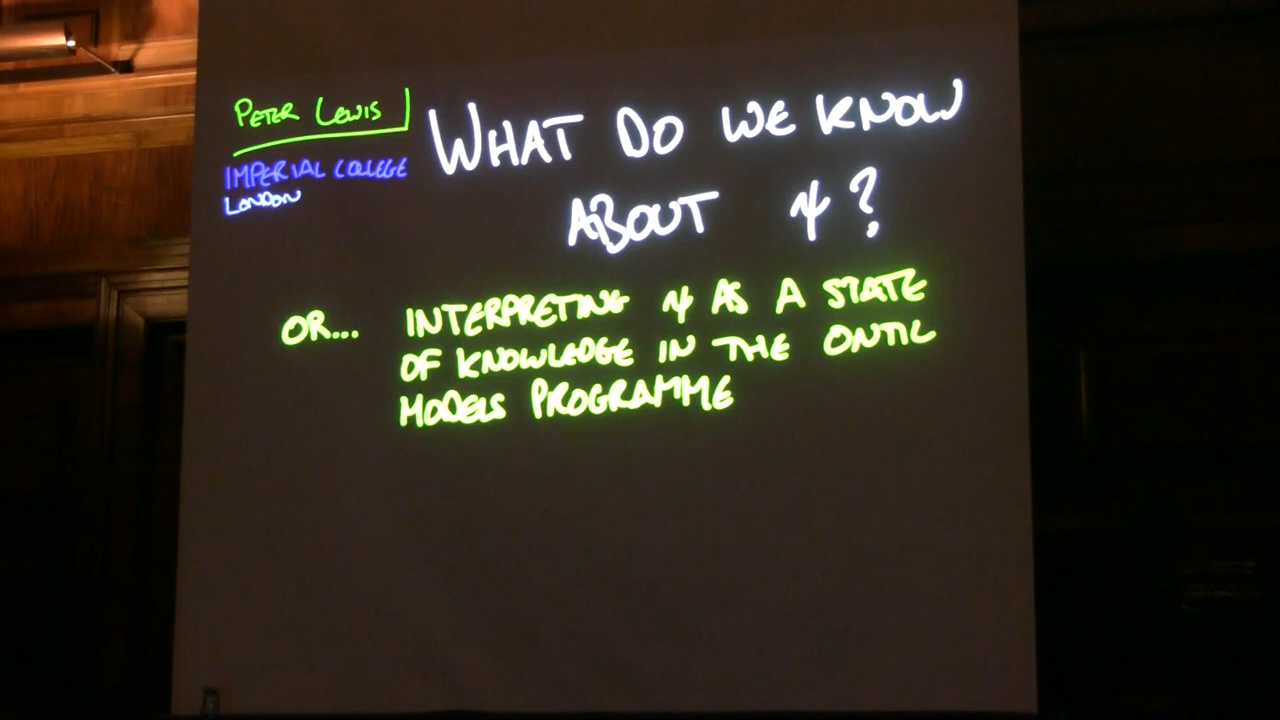 PETER LEWIS
IMPERIAL COLLEGE
LONDON
WHAT DO WE KNOW
ABOUT ψ?
OR... INTERPRETING ψ AS A STATE
OF KNOWLEDGE IN THE ONTIC
MODELS PROGRAMME